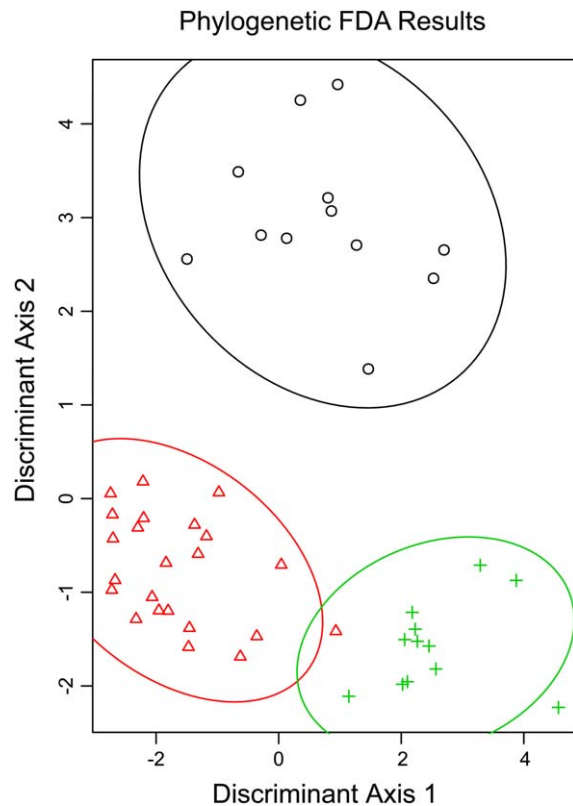 Phylogenetic FDA Results
Discriminant Axis 2
4
3
2
1
0
-1
-2
-2 0 2 4
Discriminant Axis 1